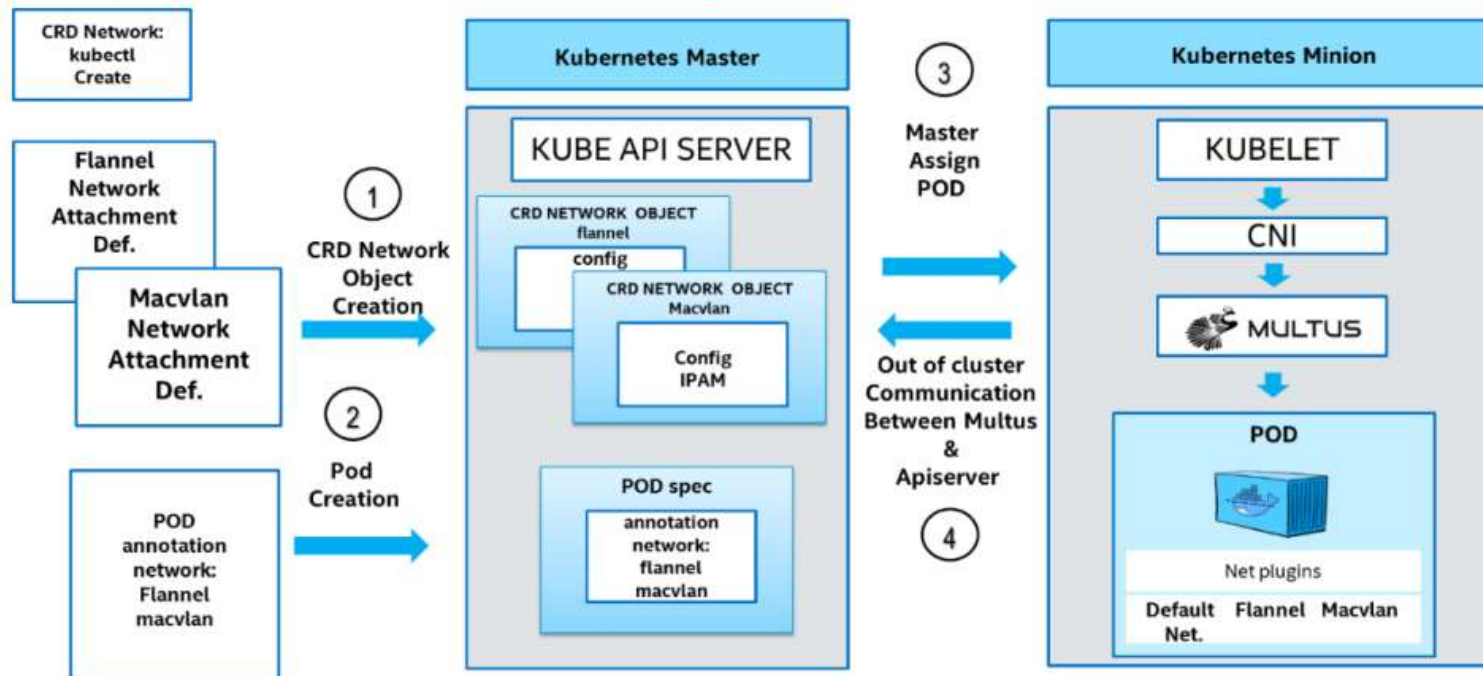 CRD Network:
kubectl
Create
Flannel
Network
Attachment
Def.
Macvlan
Network
Attachment
Def.
POD
annotation
network:
Flannel
macvlan
1
CRD Network
Object
Creation
2
Pod
Creation
Kubernetes Master
KUBE API SERVER
CRD NETWORK OBJECT
flannel
config
CRD NETWORK OBJECT
Macvlan
Config
IPAM
POD spec
annotation
network:
flannel
macvlan
3
Master
Assign
POD
Out of cluster
Communication
Between Multus
&
Apiserver
4
Kubernetes Minion
KUBELET
CNI
MULTUS
POD
Net plugins
Default Flannel Macvlan
Net.